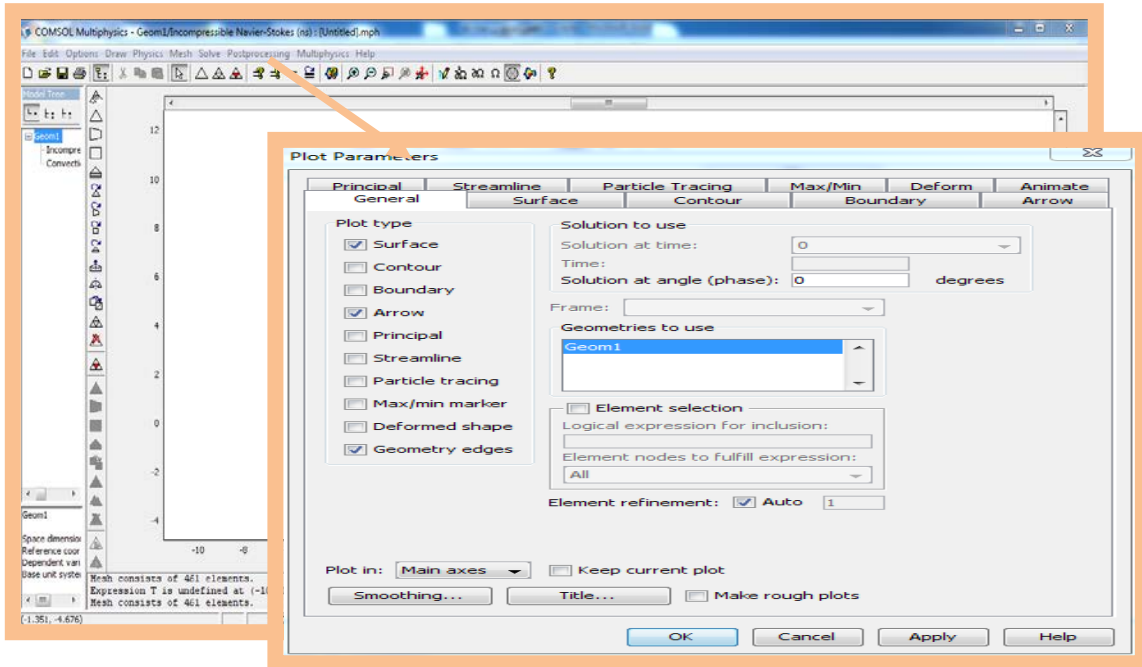 COMSOL Multiphysics - Geom1/Incompressible Navier-Stokes (ns) : [Untitled].mph
File Edit Options Draw Physics Mesh Solve Postprocessing Multiphysics Help
Model Tree
Geom1
Incompre
Convecti
12
10
8
6
4
2
0
-2
-4
-10 -8
Geom1
Space dimension
Reference coor
Dependent vari
Base unit system
Mesh consists of 461 elements.
Expression T is undefined at (-10
Mesh consists of 461 elements.
(-1.351, -4.676)
Plot Parameters
Principal Streamline Particle Tracing Max/Min Deform Animate
General Surface Contour Boundary Arrow
Plot type
Surface
Contour
Boundary
Arrow
Principal
Streamline
Particle tracing
Max/min marker
Deformed shape
Geometry edges
Solution to use
Solution at time: 0
Time:
Solution at angle (phase): 0 degrees
Frame:
Geometries to use
Geom1
Element selection
Logical expression for inclusion:
Element nodes to fulfill expression:
All
Element refinement: Auto 1
Plot in: Main axes Keep current plot
Smoothing... Title... Make rough plots
OK Cancel Apply Help